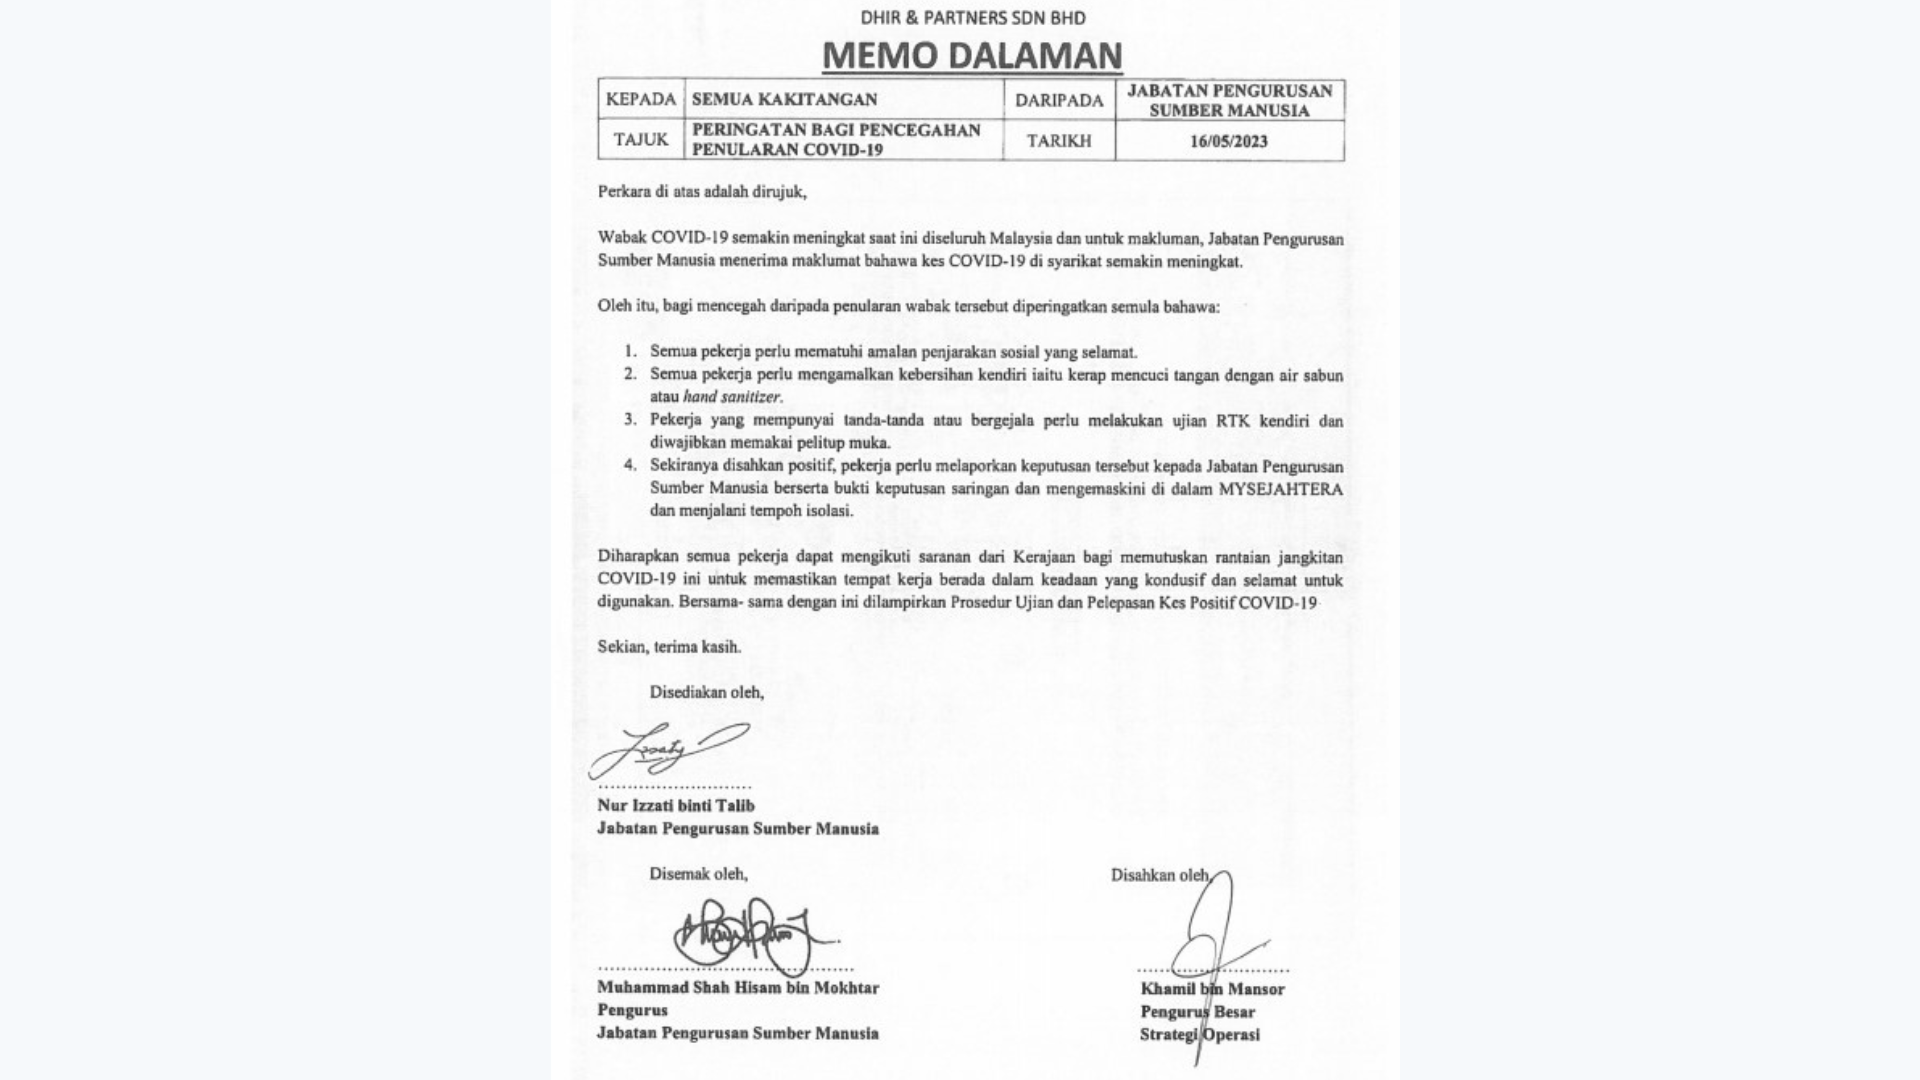 DHIR & PARTNERS SDN BHD
MEMO DALAMAN
KEPADA SEMUA KAKITANGAN DARIPADA JABATAN PENGURUSAN
SUMBER MANUSIA
TAJUK PERINGATAN BAGI PENCEGAHAN
PENULARAN COVID-19 TARIKH 16/05/2023
Perkara di atas adalah dirujuk,
Wabak COVID-19 semakin meningkat saat ini diseluruh Malaysia dan untuk makluman, Jabatan Pengurusan
Sumber Manusia menerima maklumat bahawa kes COVID-19 di syarikat semakin meningkat.
Oleh itu, bagi mencegah daripada penularan wabak tersebut diperingatkan semula bahawa:
1. Semua pekerja perlu mematuhi amalan penjarakan sosial yang selamat.
2. Semua pekerja perlu mengamalkan kebersihan kendiri iaitu kerap mencuci tangan dengan air sabun
atau hand sanitizer.
3. Pekerja yang mempunyai tanda-tanda atau bergejala perlu melakukan ujian RTK kendiri dan
diwajibkan memakai pelitup muka.
4. Sekiranya disahkan positif, pekerja perlu melaporkan keputusan tersebut kepada Jabatan Pengurusan
Sumber Manusia berserta bukti keputusan saringan dan mengemaskini di dalam MYSEJAHTERA
dan menjalani tempoh isolasi.
Diharapkan semua pekerja dapat mengikuti saranan dari Kerajaan bagi memutuskan rantaian jangkitan
COVID-19 ini untuk memastikan tempat kerja berada dalam keadaan yang kondusif dan selamat untuk
digunakan. Bersama- sama dengan ini dilampirkan Prosedur Ujian dan Pelepasan Kes Positif COVID-19
Sekian, terima kasih.
Disediakan oleh,
Nur Izzati binti Talib
Jabatan Pengurusan Sumber Manusia
Disemak oleh,
Muhammad Shah Hisam bin Mokhtar
Pengurus
Jabatan Pengurusan Sumber Manusia
Disahkan oleh,
Khamil bin Mansor
Pengurus Besar
Strategi Operasi